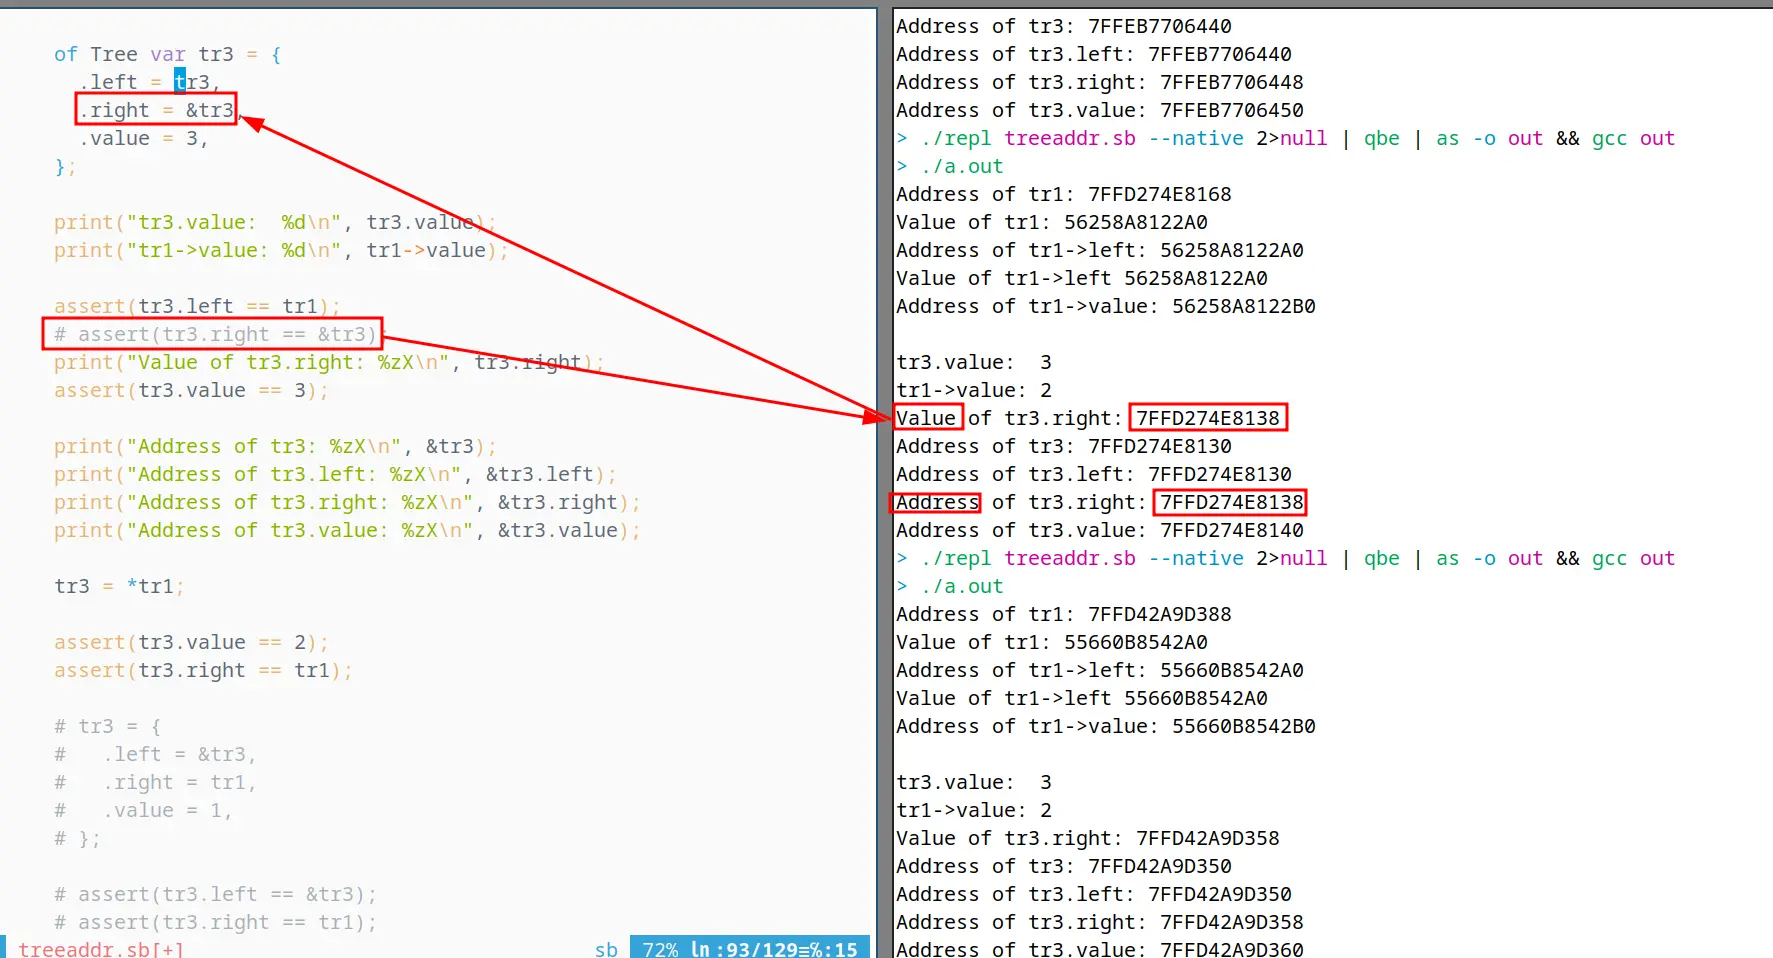 of Tree var tr3 = {
.left = tr3,
.right = &tr3,
.value = 3,
};
print("tr3.value:  %d\n", tr3.value);
print("tr1->value: %d\n", tr1->value);
assert(tr3.left == tr1);
# assert(tr3.right == &tr3);
print("Value of tr3.right: %zX\n", tr3.right);
assert(tr3.value == 3);
print("Address of tr3: %zX\n", &tr3);
print("Address of tr3.left: %zX\n", &tr3.left);
print("Address of tr3.right: %zX\n", &tr3.right);
print("Address of tr3.value: %zX\n", &tr3.value);
tr3 = *tr1;
assert(tr3.value == 2);
assert(tr3.right == tr1);
# tr3 = {
#   .left = &tr3,
#   .right = tr1,
#   .value = 1,
# };
# assert(tr3.left == &tr3);
# assert(tr3.right == tr1);
treeaddr.sb[+] sb 72% ln:93/129≡℅:15
Address of tr3: 7FFEB7706440
Address of tr3.left: 7FFEB7706440
Address of tr3.right: 7FFEB7706448
Address of tr3.value: 7FFEB7706450
> ./repl treeaddr.sb --native 2>null | qbe | as -o out && gcc out
> ./a.out
Address of tr1: 7FFD274E8168
Value of tr1: 56258A8122A0
Address of tr1->left: 56258A8122A0
Value of tr1->left 56258A8122A0
Address of tr1->value: 56258A8122B0
tr3.value:  3
tr1->value: 2
Value of tr3.right: 7FFD274E8138
Address of tr3: 7FFD274E8130
Address of tr3.left: 7FFD274E8130
Address of tr3.right: 7FFD274E8138
Address of tr3.value: 7FFD274E8140
> ./repl treeaddr.sb --native 2>null | qbe | as -o out && gcc out
> ./a.out
Address of tr1: 7FFD42A9D388
Value of tr1: 55660B8542A0
Address of tr1->left: 55660B8542A0
Value of tr1->left 55660B8542A0
Address of tr1->value: 55660B8542B0
tr3.value:  3
tr1->value: 2
Value of tr3.right: 7FFD42A9D358
Address of tr3: 7FFD42A9D350
Address of tr3.left: 7FFD42A9D350
Address of tr3.right: 7FFD42A9D358
Address of tr3.value: 7FFD42A9D360